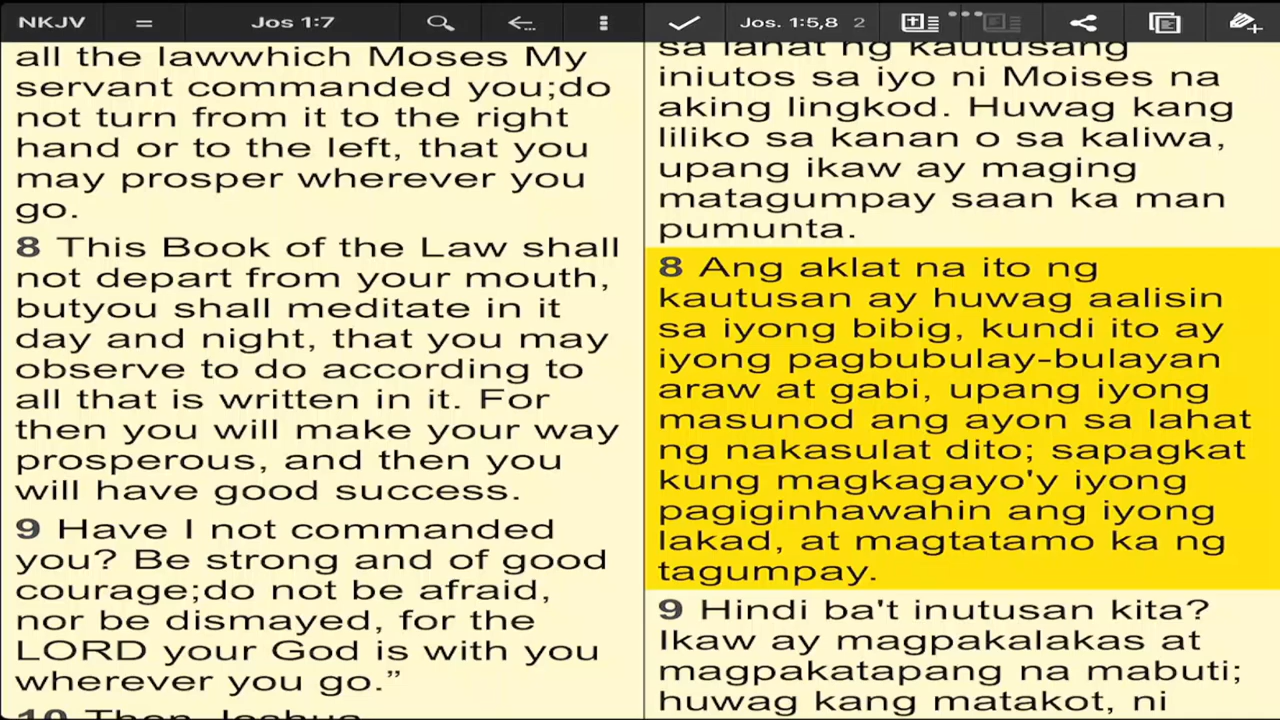 NKJV
=
Jos 1:7
Jos. 1:5,8 2
all the lawwhich Moses My
servant commanded you;do
not turn from it to the right
hand or to the left, that you
may prosper wherever you
go.
8 This Book of the Law shall
not depart from your mouth,
butyou shall meditate in it
day and night, that you may
observe to do according to
all that is written in it. For
then you will make your way
prosperous, and then you
will have good success.
9 Have I not commanded
you? Be strong and of good
courage;do not be afraid,
nor be dismayed, for the
LORD your God is with you
wherever you go.”
10 Then Joshua
sa lahat ng kautusang
iniutos sa iyo ni Moises na
aking lingkod. Huwag kang
liliko sa kanan o sa kaliwa,
upang ikaw ay maging
matagumpay saan ka man
pumunta.
8 Ang aklat na ito ng
kautusan ay huwag aalisin
sa iyong bibig, kundi ito ay
iyong pagbubulay-bulayan
araw at gabi, upang iyong
masunod ang ayon sa lahat
ng nakasulat dito; sapagkat
kung magkagayo'y iyong
pagiginhawahin ang iyong
lakad, at magtatamo ka ng
tagumpay.
9 Hindi ba't inutusan kita?
Ikaw ay magpakalakas at
magpakatapang na mabuti;
huwag kang matakot, ni